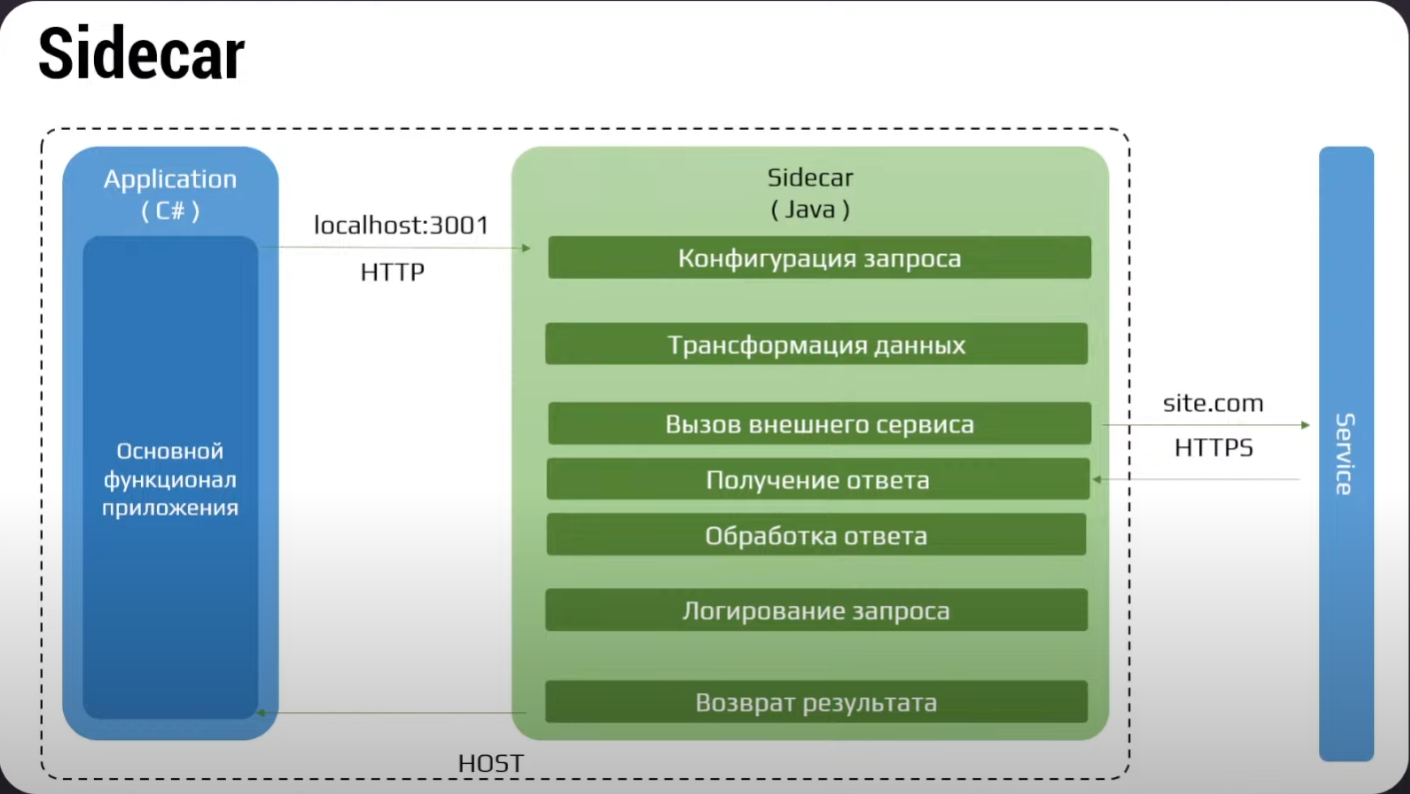 Sidecar
Application
( C# )
Основной
функционал
приложения
localhost:3001
HTTP
Sidecar
( Java )
Конфигурация запроса
Трансформация данных
Вызов внешнего сервиса
Получение ответа
Обработка ответа
Логирование запроса
Возврат результата
site.com
HTTPS
Service
HOST